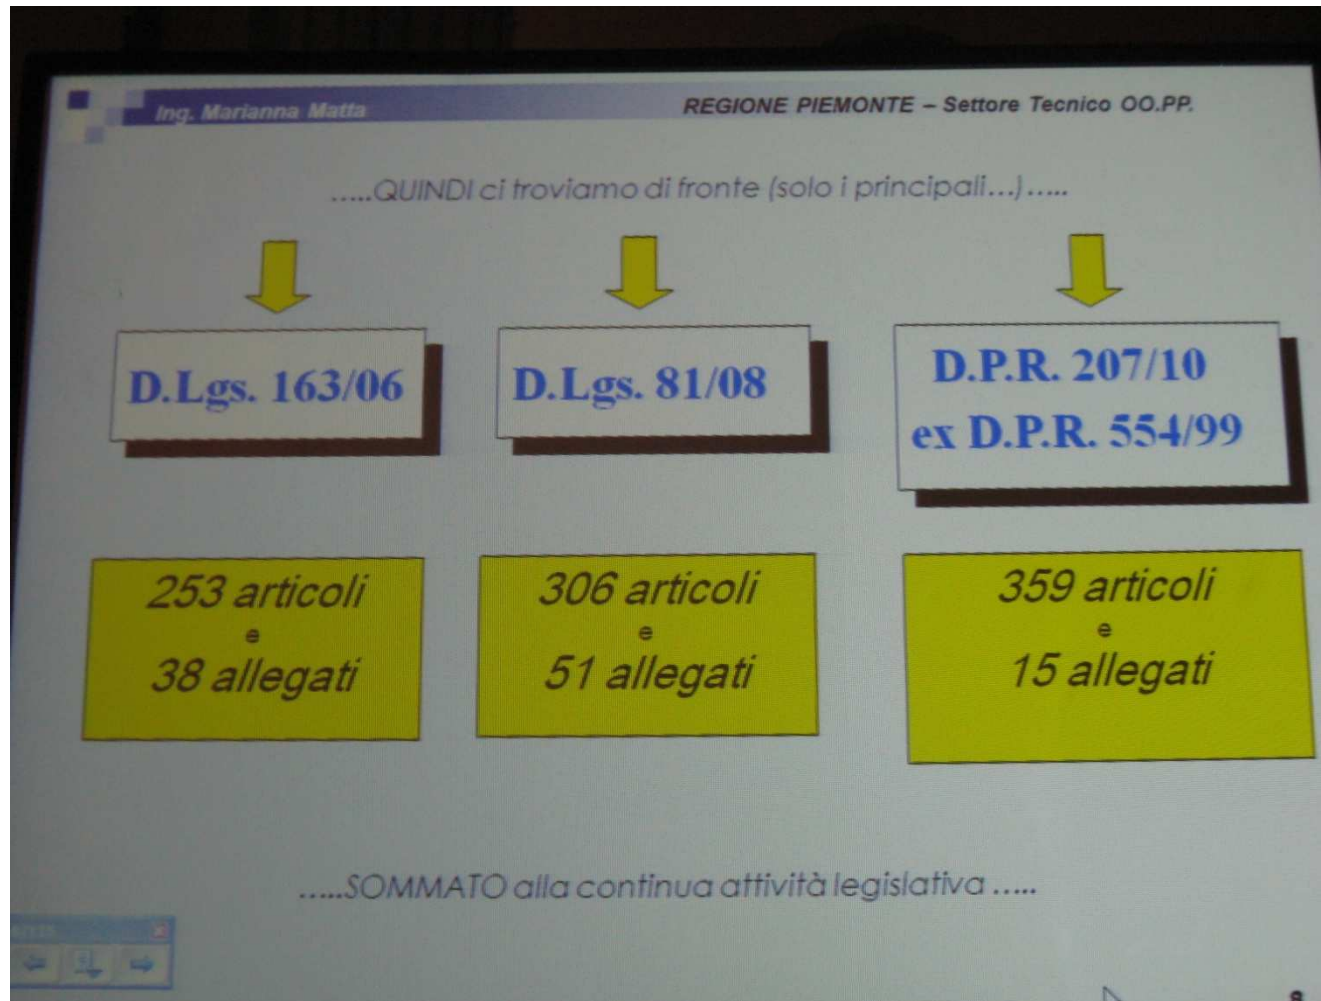 Ing. Marianna Matta
REGIONE PIEMONTE – Settore Tecnico OO.PP.
.....QUINDI ci troviamo di fronte (solo i principali...).....
D.Lgs. 163/06
D.Lgs. 81/08
D.P.R. 207/10
ex D.P.R. 554/99
253 articoli
e
38 allegati
306 articoli
e
51 allegati
359 articoli
e
15 allegati
.....SOMMATO alla continua attività legislativa .....